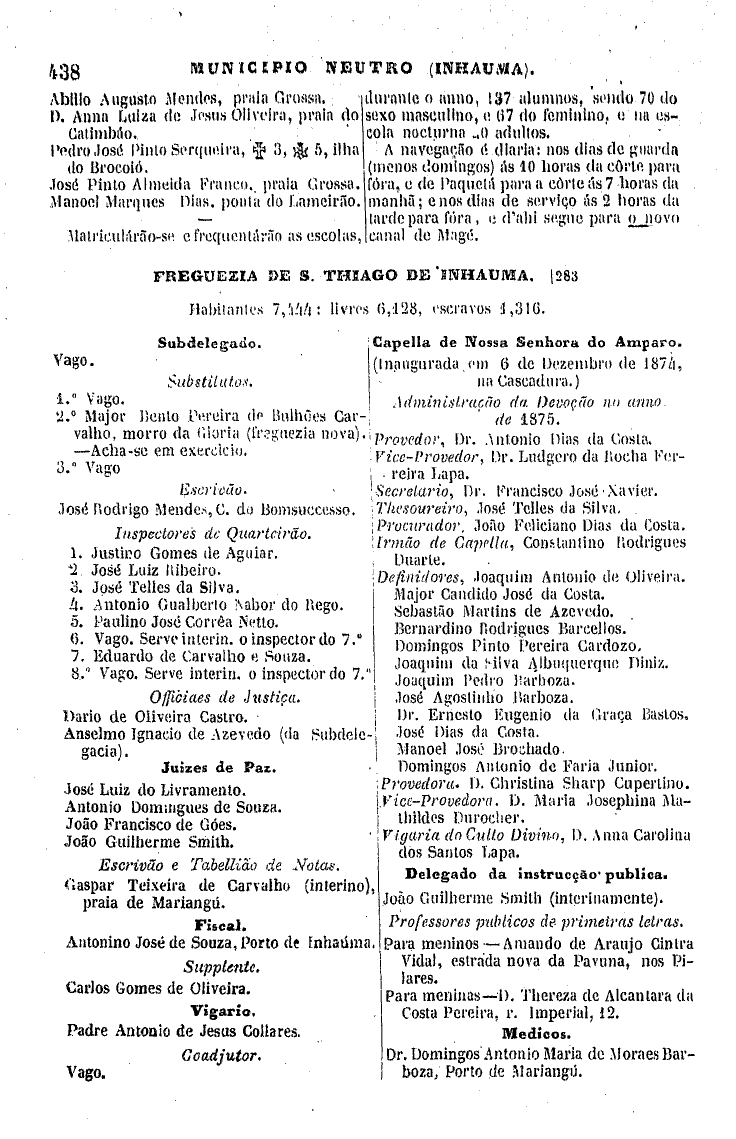 438
MUNICIPIO NEUTRO (INHAUMA).
Abilio Augusto Mendes, praia Grossa.
D. Anna Luiza de Jesus Oliveira, praia do
Catimbáo.
Pedro José Pinto Serqueira, ✠ 3, 5, ilha
do Brocoió.
José Pinto Almeida Franco, praia Grossa.
Manoel Marques Dias, ponta do Lameirão.
—
Matriculárão-se e frequentárão as escolas,
durante o anno, 137 alumnos, sendo 70 do
sexo masculino, e 67 do feminino, e na es-
cola nocturna adultos.
A navegação é diaria: nos dias de guarda
(menos domingos) ás 10 horas da côrte para
fóra, e de Paquetá para a côrte ás 7 horas da
manhã; e nos dias de serviço ás 2 horas da
tarde para fóra, e d'ahi segue para o novo
canal de Magé.
FREGUEZIA DE S. THIAGO DE INHAUMA. 283
Habitantes 7,444: livres 6,128, escravos 1,316.
Subdelegado.
Vago.
Substitutos.
1.º Vago.
2.º Major Bento Pereira de Bulhões Car-
valho, morro da Gloria (freguezia nova).
—Acha-se em exercicio.
3.º Vago
Escrivão.
José Rodrigo Mendes, C. do Bomsuccesso.
Inspectores de Quarteirão.
1. Justino Gomes de Aguiar.
2. José Luiz Ribeiro.
3. José Telles da Silva.
4. Antonio Gualberto Nabor do Rego.
5. Paulino José Corrêa Netto.
6. Vago. Serve interin. o inspector do 7.º
7. Eduardo de Carvalho e Souza.
8.º Vago. Serve interin. o inspector do 7.º
Officiaes de Justiça.
Dario de Oliveira Castro.
Anselmo Ignacio de Azevedo (da Subdele-
gacia).
Juizes de Paz.
José Luiz do Livramento.
Antonio Domingues de Souza.
João Francisco de Góes.
João Guilherme Smith.
Escrivão e Tabellião de Notas.
Gaspar Teixeira de Carvalho (interino),
praia de Mariangú.
Fiscal.
Antonino José de Souza, Porto de Inhaúma.
Supplente.
Carlos Gomes de Oliveira.
Vigario.
Padre Antonio de Jesus Collares.
Coadjutor.
Vago.
Capella de Nossa Senhora do Amparo.
(Inaugurada em 6 de Dezembro de 1874,
na Cascadura.)
Administração da Devoção no anno
de 1875.
Provedor, Dr. Antonio Dias da Costa.
Vice-Provedor, Dr. Ludgero da Rocha Fer-
reira Lapa.
Secretario, Dr. Francisco José Xavier.
Thesoureiro, José Telles da Silva.
Procurador, João Feliciano Dias da Costa.
Irmão de Capella, Constantino Rodrigues
Duarte.
Definidores, Joaquim Antonio de Oliveira.
Major Candido José da Costa.
Sebastão Martins de Azevedo.
Bernardino Rodrigues Barcellos.
Domingos Pinto Pereira Cardozo.
Joaquim da Silva Albuquerque Diniz.
Joaquim Pedro Barboza.
José Agostinho Barboza.
Dr. Ernesto Eugenio da Graça Bastos.
José Dias da Costa.
Manoel José Brochado.
Domingos Antonio de Faria Junior.
Provedora. D. Christina Sharp Cupertino.
Vice-Provedora. D. Maria Josephina Ma-
thildes Durocher.
Vigaria do Culto Divino, D. Anna Carolina
dos Santos Lapa.
Delegado da instrucção publica.
João Guilherme Smith (interinamente).
Professores publicos de primeiras letras.
Para meninos—Amando de Araujo Cintra
Vidal, estrada nova da Pavuna, nos Pi-
lares.
Para meninas—D. Thereza de Alcantara da
Costa Pereira, r. Imperial, 12.
Medicos.
Dr. Domingos Antonio Maria de Moraes Bar-
boza, Porto de Mariangú.